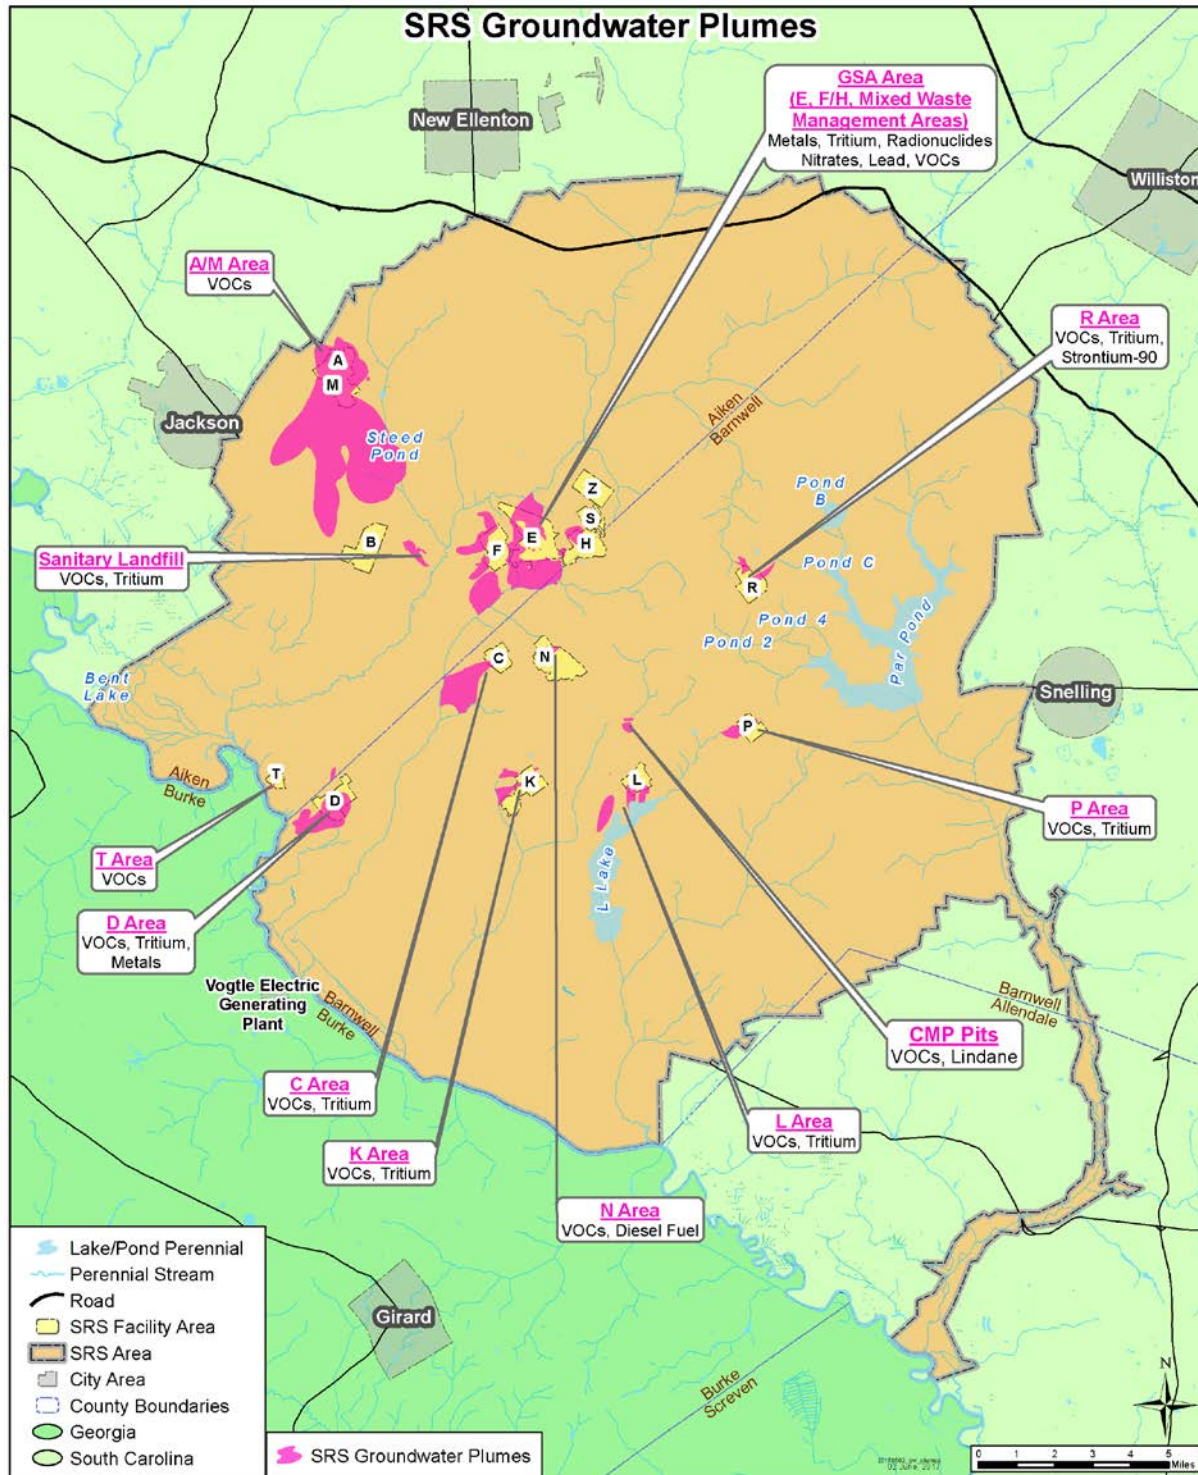 SRS Groundwater Plumes
GSA Area
(E, F/H, Mixed Waste
Management Areas)
Metals, Tritium, Radionuclides
Nitrates, Lead, VOCs
New Ellenton
Williston
A/M Area
VOCs
R Area
VOCs, Tritium,
Strontium-90
A
M
Jackson
Steed
Pond
Aiken
Barnwell
Z
S
E
F
H
B
Pond
B
Sanitary Landfill
VOCs, Tritium
Pond C
R
Pond 4
Pond 2
Par Pond
C
N
Bent
Lake
Snelling
P
T
D
K
L
Aiken
Burke
P Area
VOCs, Tritium
T Area
VOCs
L Lake
D Area
VOCs, Tritium,
Metals
Vogtle Electric
Generating
Plant
Barnwell
Burke
Barnwell
Allendale
CMP Pits
VOCs, Lindane
C Area
VOCs, Tritium
L Area
VOCs, Tritium
K Area
VOCs, Tritium
N Area
VOCs, Diesel Fuel
Lake/Pond Perennial
Perennial Stream
Road
SRS Facility Area
SRS Area
City Area
County Boundaries
Georgia
South Carolina
SRS Groundwater Plumes
Girard
Burke
Screven
N
0 1 2 3 4 5
Miles